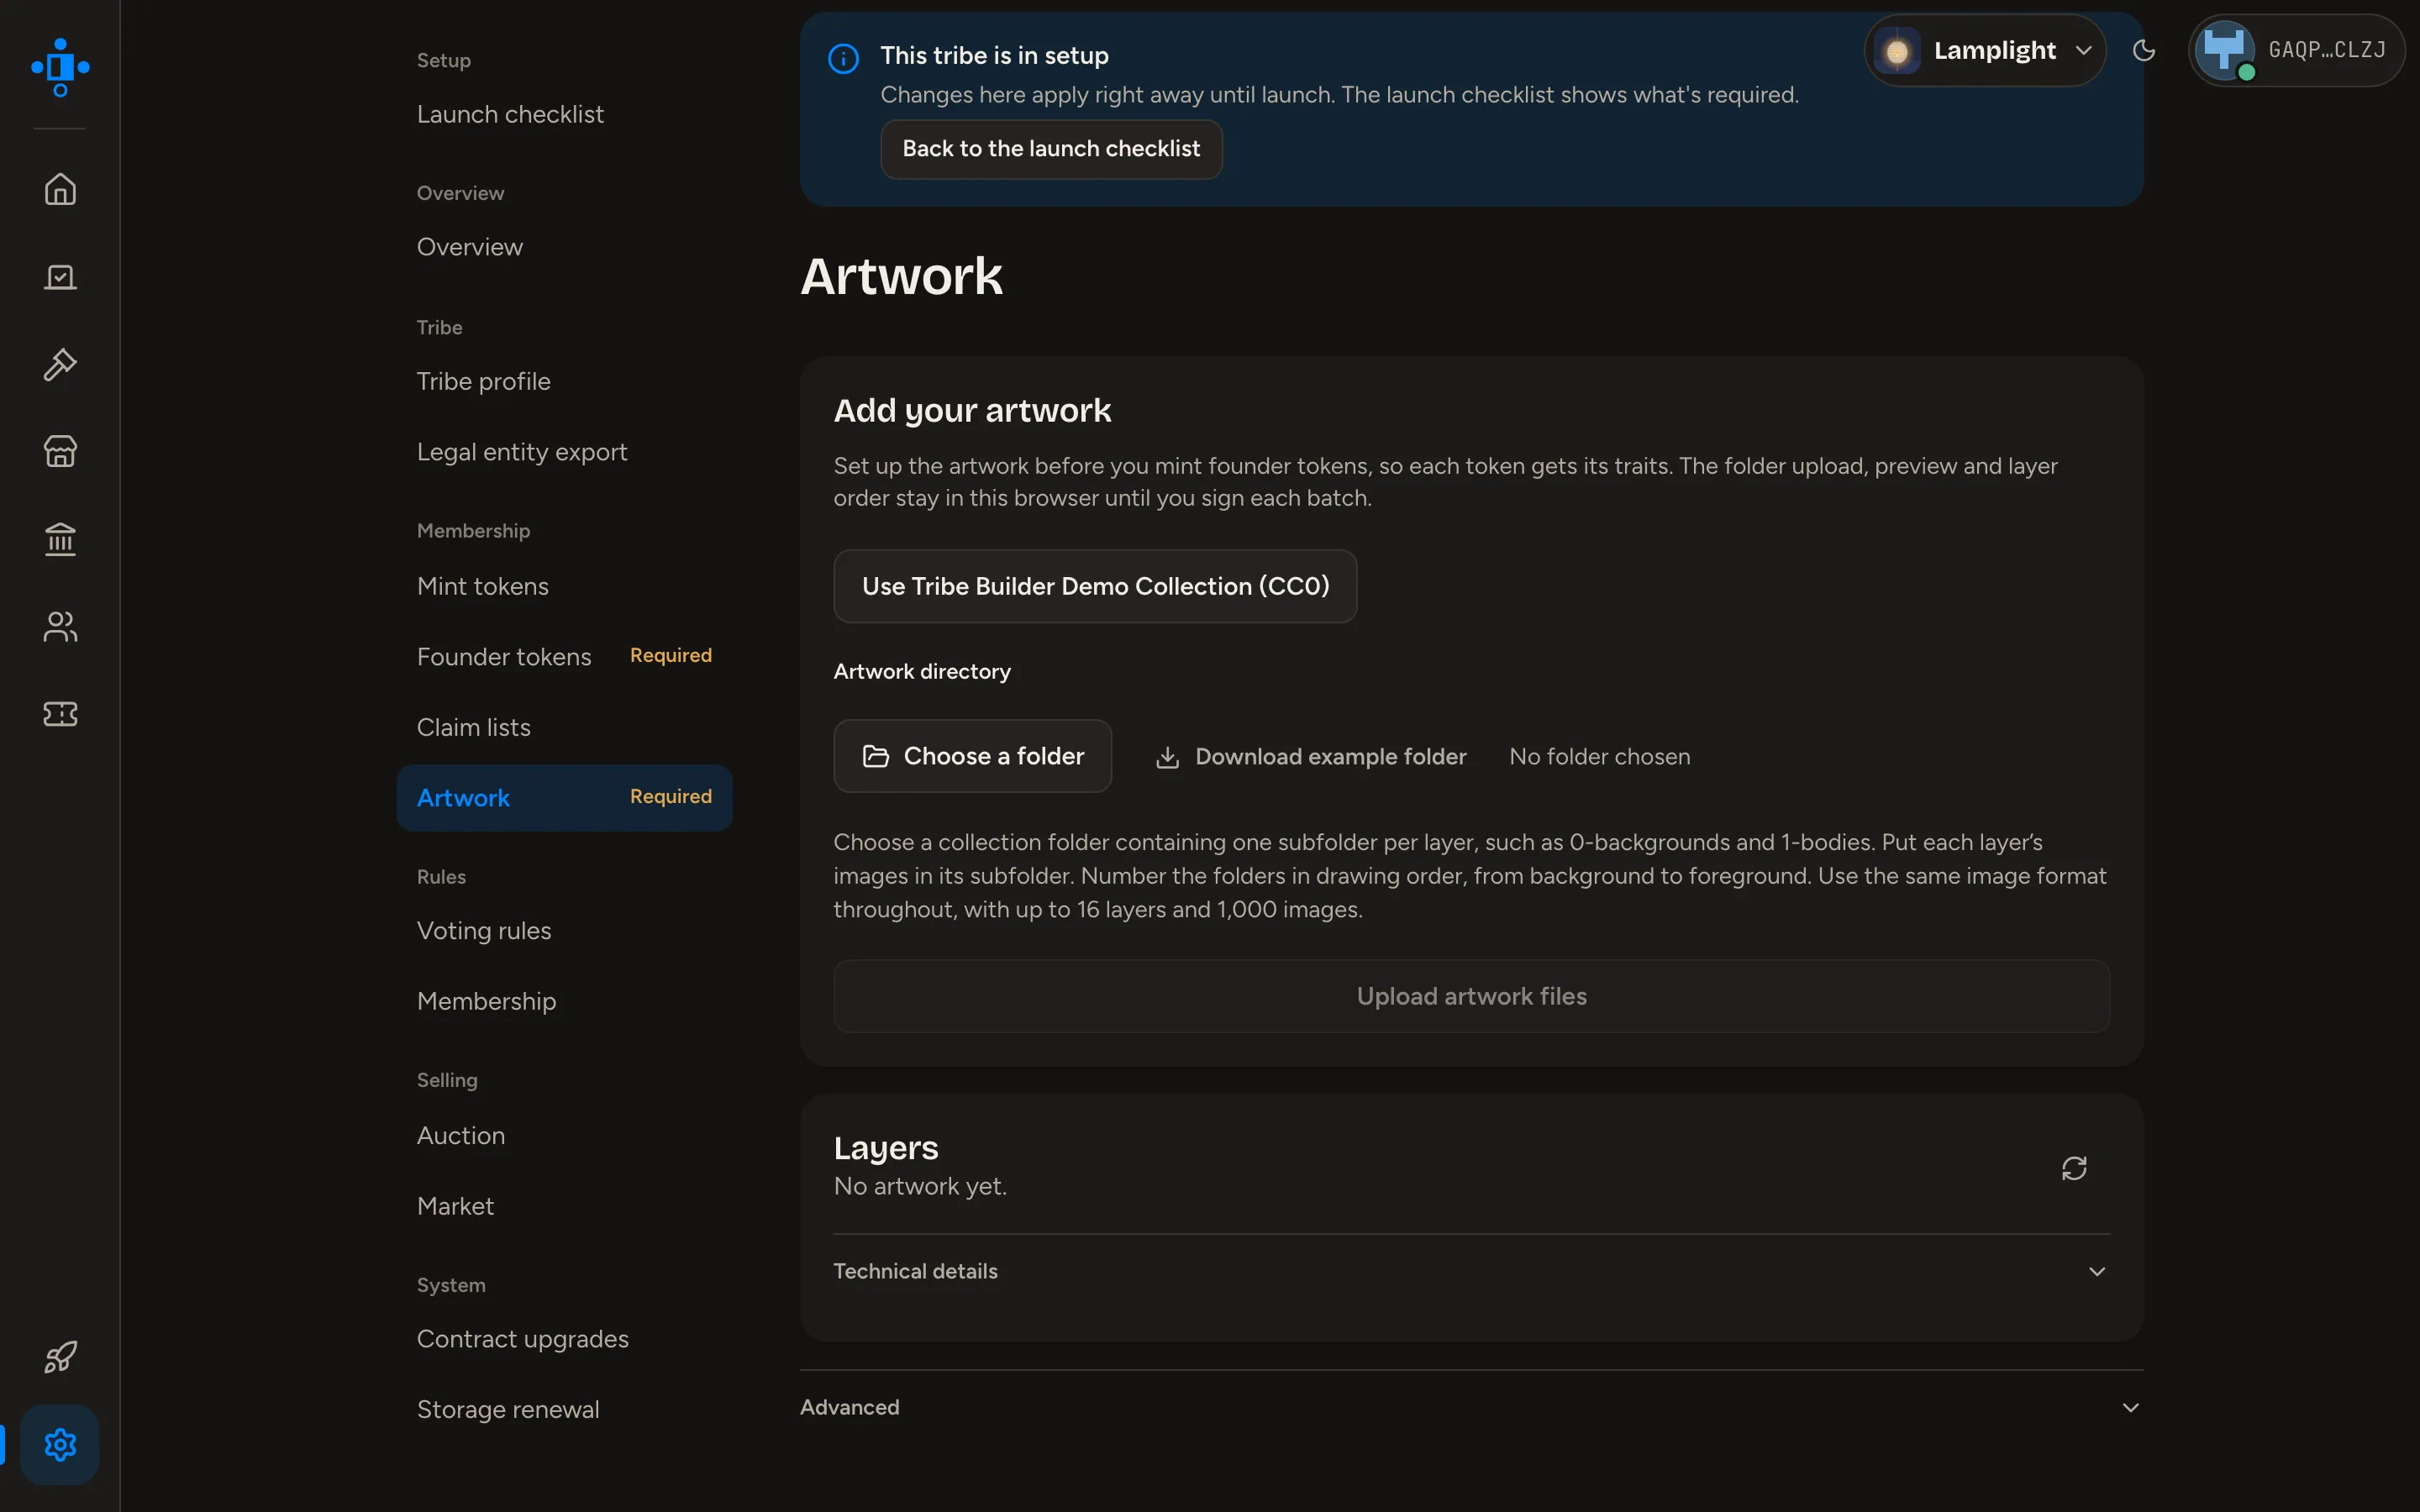 Setup
Launch checklist
Overview
Overview
Tribe
Tribe profile
Legal entity export
Membership
Mint tokens
Founder tokens Required
Claim lists
Artwork Required
Rules
Voting rules
Membership
Selling
Auction
Market
System
Contract upgrades
Storage renewal
This tribe is in setup
Changes here apply right away until launch. The launch checklist shows what's required.
Back to the launch checklist
Lamplight
GAQP...CLZJ
Artwork
Add your artwork
Set up the artwork before you mint founder tokens, so each token gets its traits. The folder upload, preview and layer
order stay in this browser until you sign each batch.
Use Tribe Builder Demo Collection (CC0)
Artwork directory
Choose a folder
Download example folder
No folder chosen
Choose a collection folder containing one subfolder per layer, such as 0-backgrounds and 1-bodies. Put each layer’s
images in its subfolder. Number the folders in drawing order, from background to foreground. Use the same image format
throughout, with up to 16 layers and 1,000 images.
Upload artwork files
Layers
No artwork yet.
Technical details
Advanced